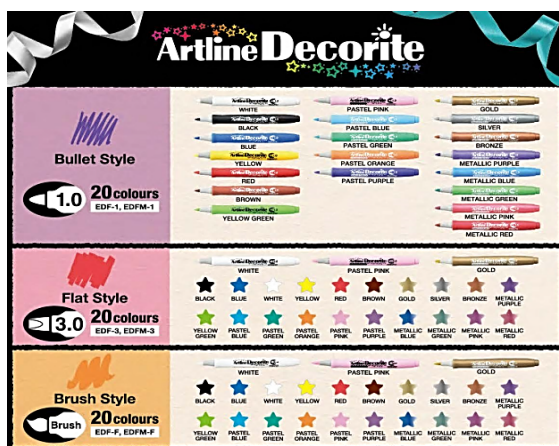 Artline Decorite
Bullet Style
1.0
20 colours
EDF-1, EDFM-1
WHITE
BLACK
BLUE
YELLOW
RED
BROWN
YELLOW GREEN
PASTEL PINK
PASTEL BLUE
PASTEL GREEN
PASTEL ORANGE
PASTEL PURPLE
GOLD
SILVER
BRONZE
METALLIC PURPLE
METALLIC BLUE
METALLIC GREEN
METALLIC PINK
METALLIC RED
Flat Style
3.0
20 colours
EDF-3, EDFM-3
WHITE
PASTEL PINK
GOLD
BLACK
BLUE
WHITE
YELLOW
RED
BROWN
GOLD
SILVER
BRONZE
METALLIC
PURPLE
YELLOW
GREEN
PASTEL
BLUE
PASTEL
GREEN
PASTEL
ORANGE
PASTEL
PINK
PASTEL
PURPLE
METALLIC
BLUE
METALLIC
GREEN
METALLIC
PINK
METALLIC
RED
Brush Style
Brush
20 colours
EDF-F, EDFM-F
WHITE
PASTEL PINK
GOLD
BLACK
BLUE
WHITE
YELLOW
RED
BROWN
GOLD
SILVER
BRONZE
METALLIC
PURPLE
YELLOW
GREEN
PASTEL
BLUE
PASTEL
GREEN
PASTEL
ORANGE
PASTEL
PINK
PASTEL
PURPLE
METALLIC
BLUE
METALLIC
GREEN
METALLIC
PINK
METALLIC
RED